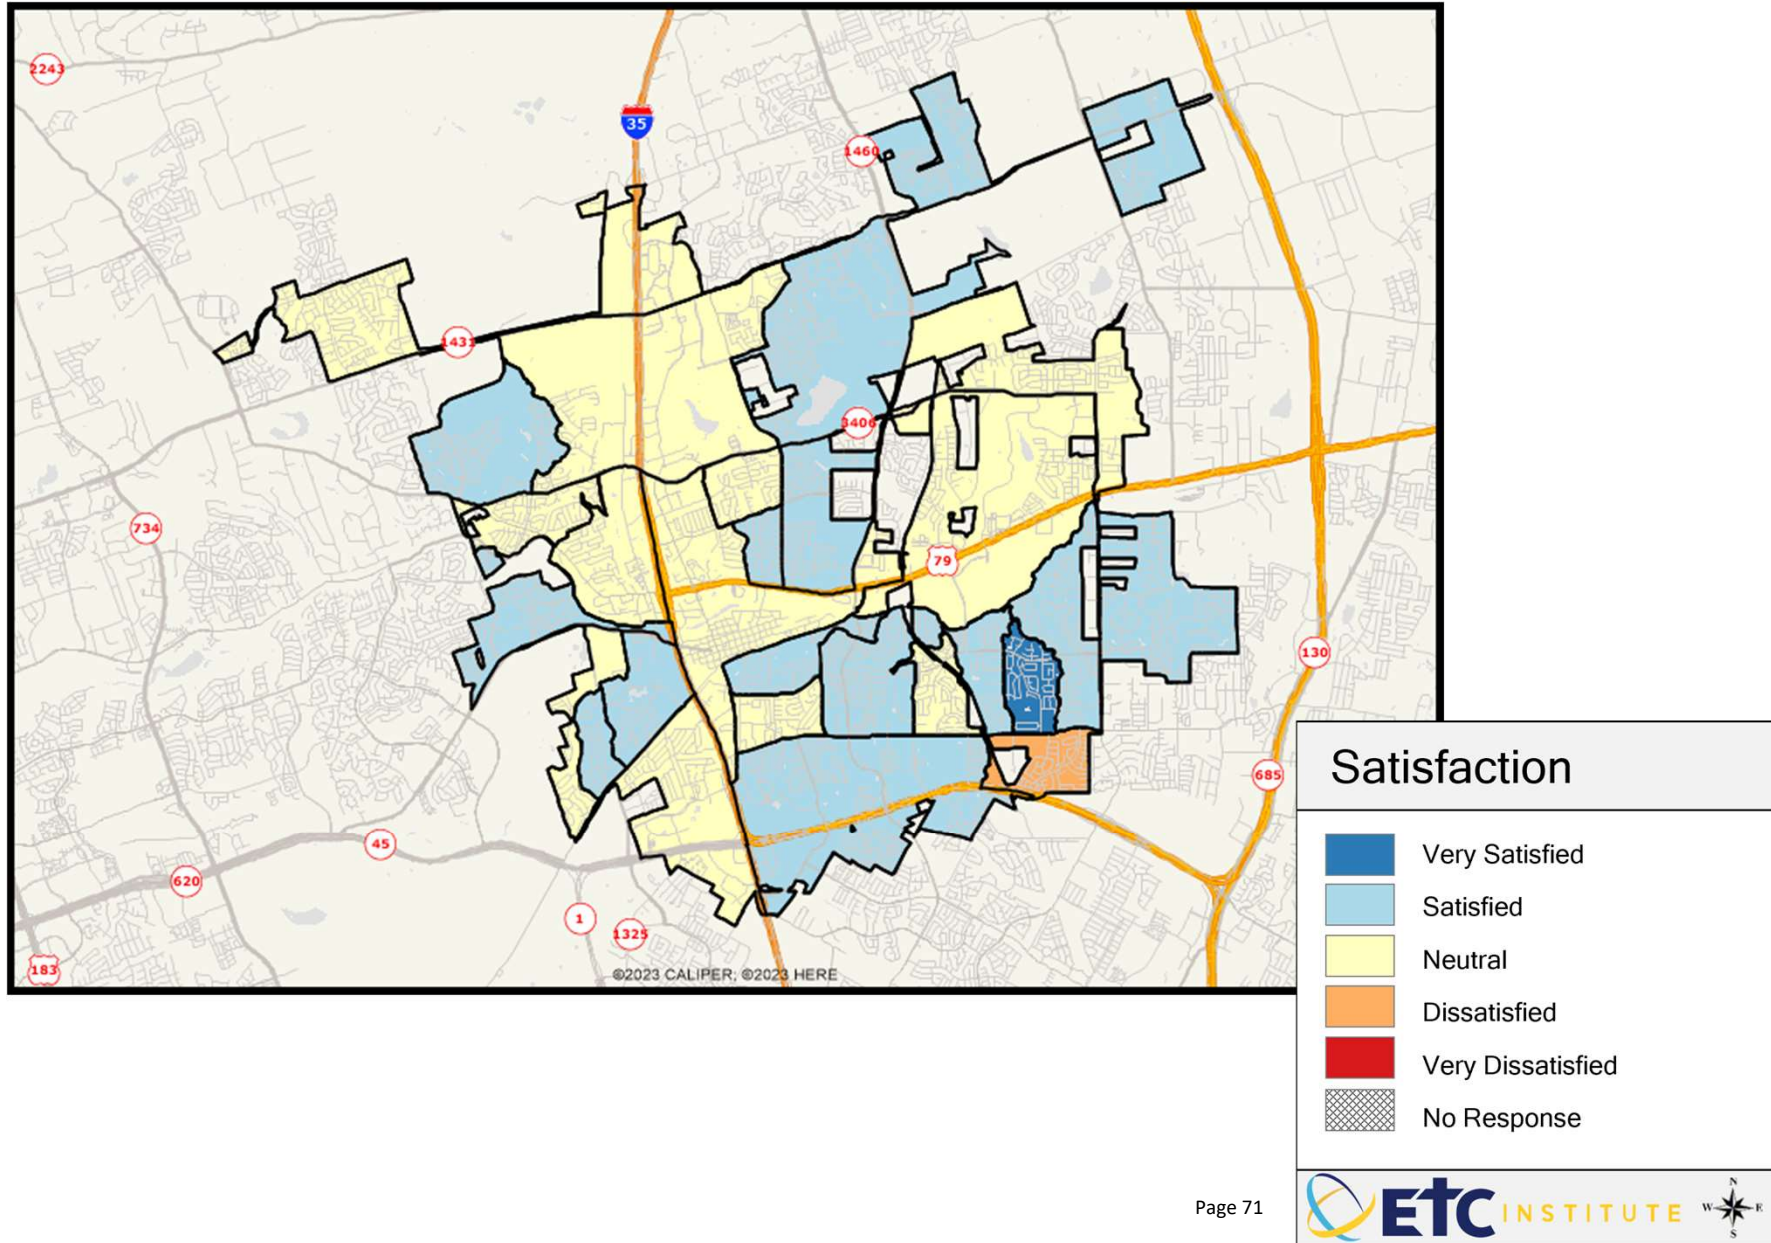 2243
35
1460
1431
3406
734
79
130
685
45
620
1
1325
183
©2023 CALIPER; ©2023 HERE
Satisfaction
Very Satisfied
Satisfied
Neutral
Dissatisfied
Very Dissatisfied
No Response
Page 71
ETC INSTITUTE
N
W E
S